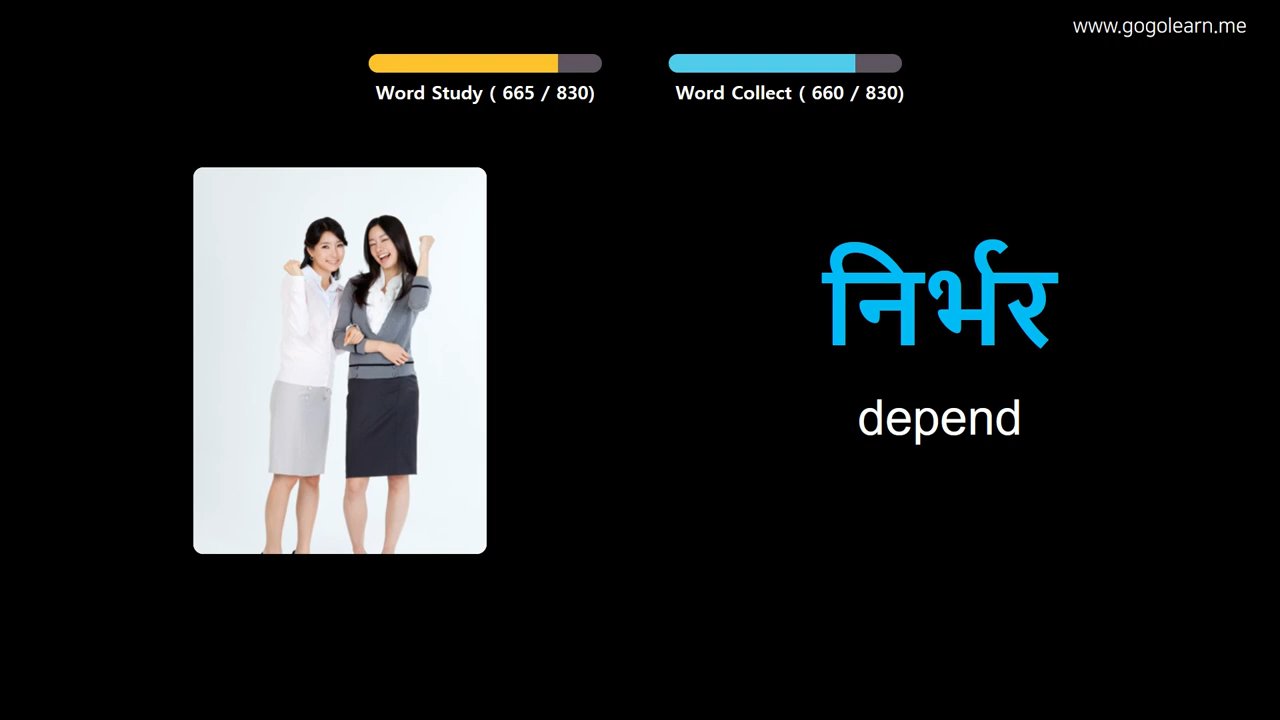 www.gogolearn.me
Word Study ( 665 / 830)
Word Collect ( 660 / 830)
निर्भर
depend